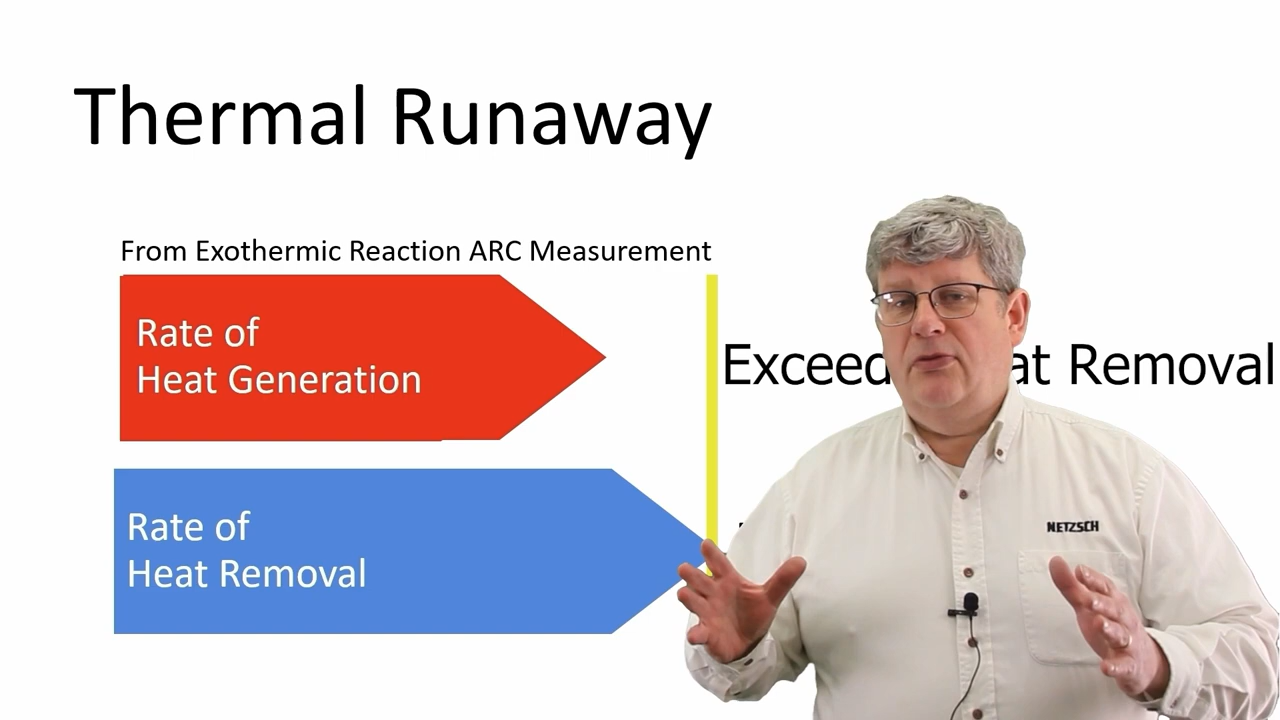 Thermal Runaway
From Exothermic Reaction ARC Measurement
Rate of
Heat Generation
Exceed at Removal
Rate of
Heat Removal
NETZSCH